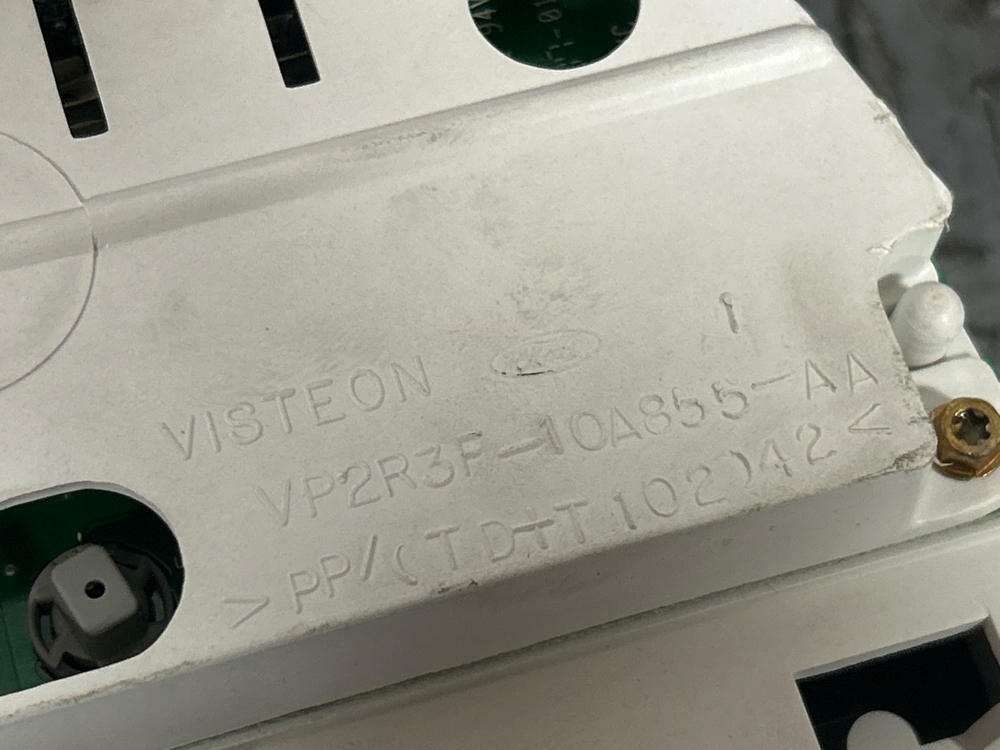 VISTEON
VP2R3F-10A855-AA
>PP/(TD+T102)42<